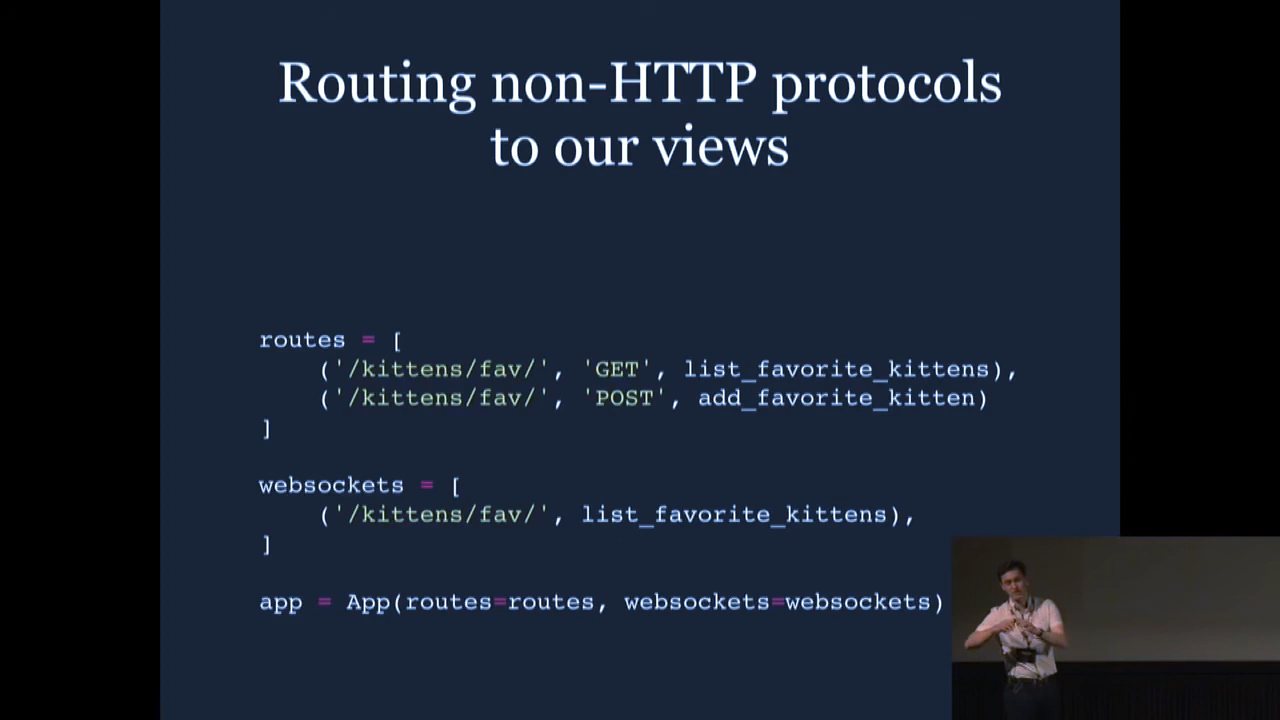 Routing non-HTTP protocols
to our views
routes = [
    ('/kittens/fav/', 'GET', list_favorite_kittens),
    ('/kittens/fav/', 'POST', add_favorite_kitten)
]
websockets = [
    ('/kittens/fav/', list_favorite_kittens),
]
app = App(routes=routes, websockets=websockets)